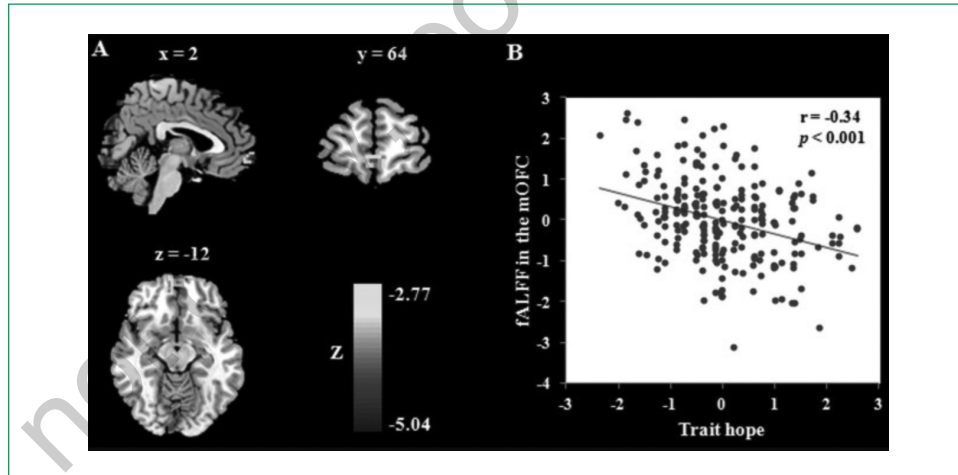 A
x = 2
y = 64
z = -12
Z
-2.77
-5.04
B
r = -0.34
p < 0.001
fALFF in the mOFC
3
2
1
0
-1
-2
-3
-4
-3
-2
-1
0
1
2
3
Trait hope